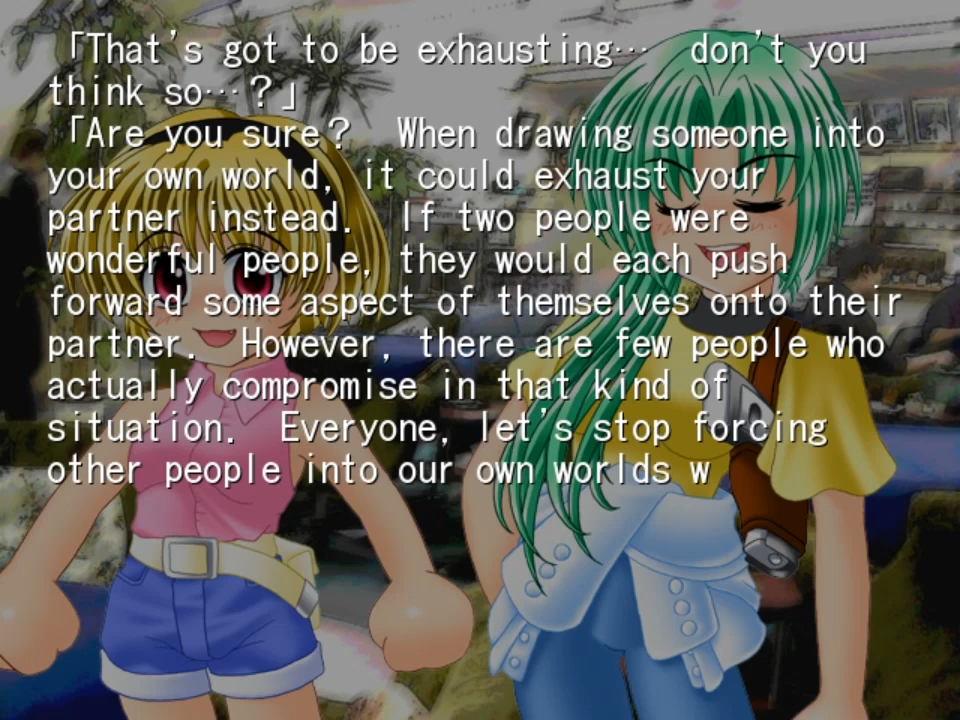 「That's got to be exhausting…  don't you
think so…？」
「Are you sure？  When drawing someone into
your own world, it could exhaust your
partner instead.  If two people were
wonderful people, they would each push
forward some aspect of themselves onto their
partner.  However, there are few people who
actually compromise in that kind of
situation.  Everyone, let's stop forcing
other people into our own worlds w